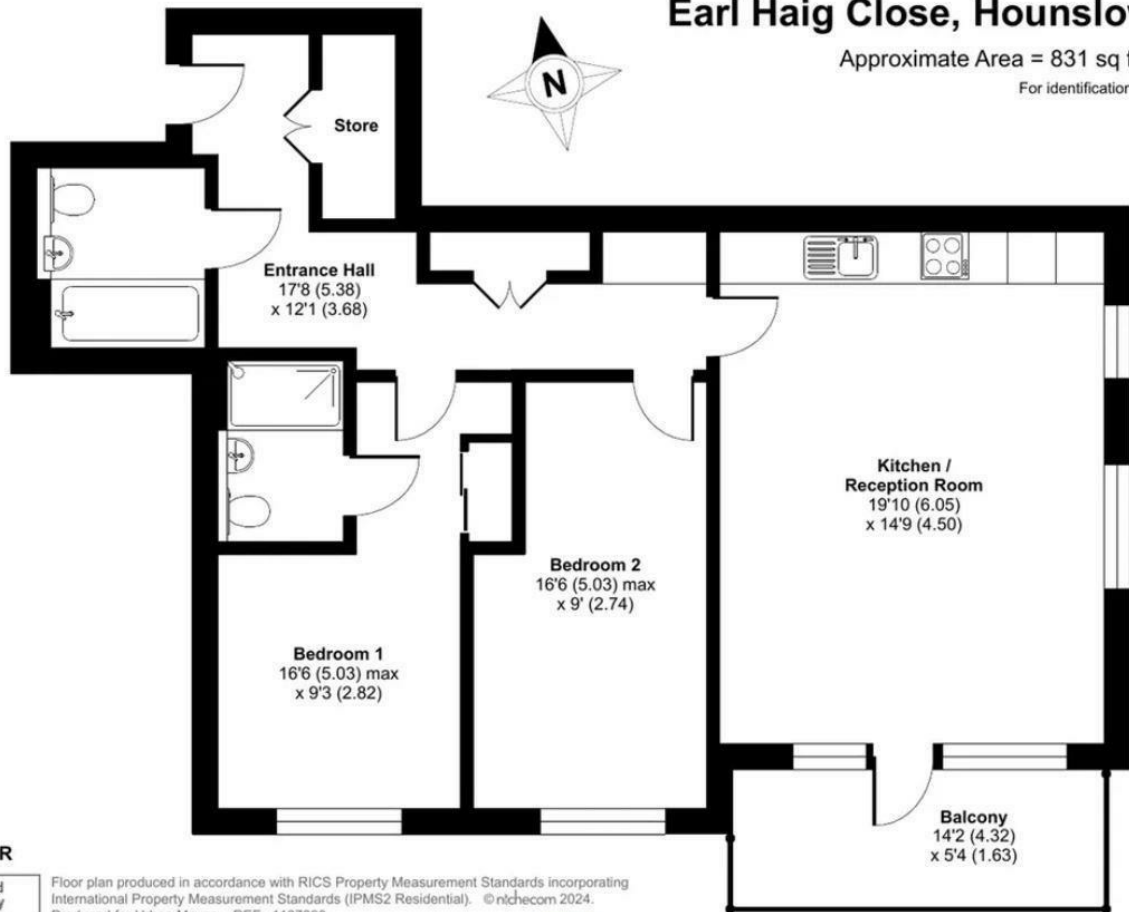 Earl Haig Close, Hounslow
Approximate Area = 831 sq f
For identification
N
Store
Entrance Hall
17'8 (5.38)
x 12'1 (3.68)
Kitchen /
Reception Room
19'10 (6.05)
x 14'9 (4.50)
Bedroom 2
16'6 (5.03) max
x 9' (2.74)
Bedroom 1
16'6 (5.03) max
x 9'3 (2.82)
Balcony
14'2 (4.32)
x 5'4 (1.63)
R
d
y
Floor plan produced in accordance with RICS Property Measurement Standards incorporating
International Property Measurement Standards (IPMS2 Residential). ©nichecom 2024.